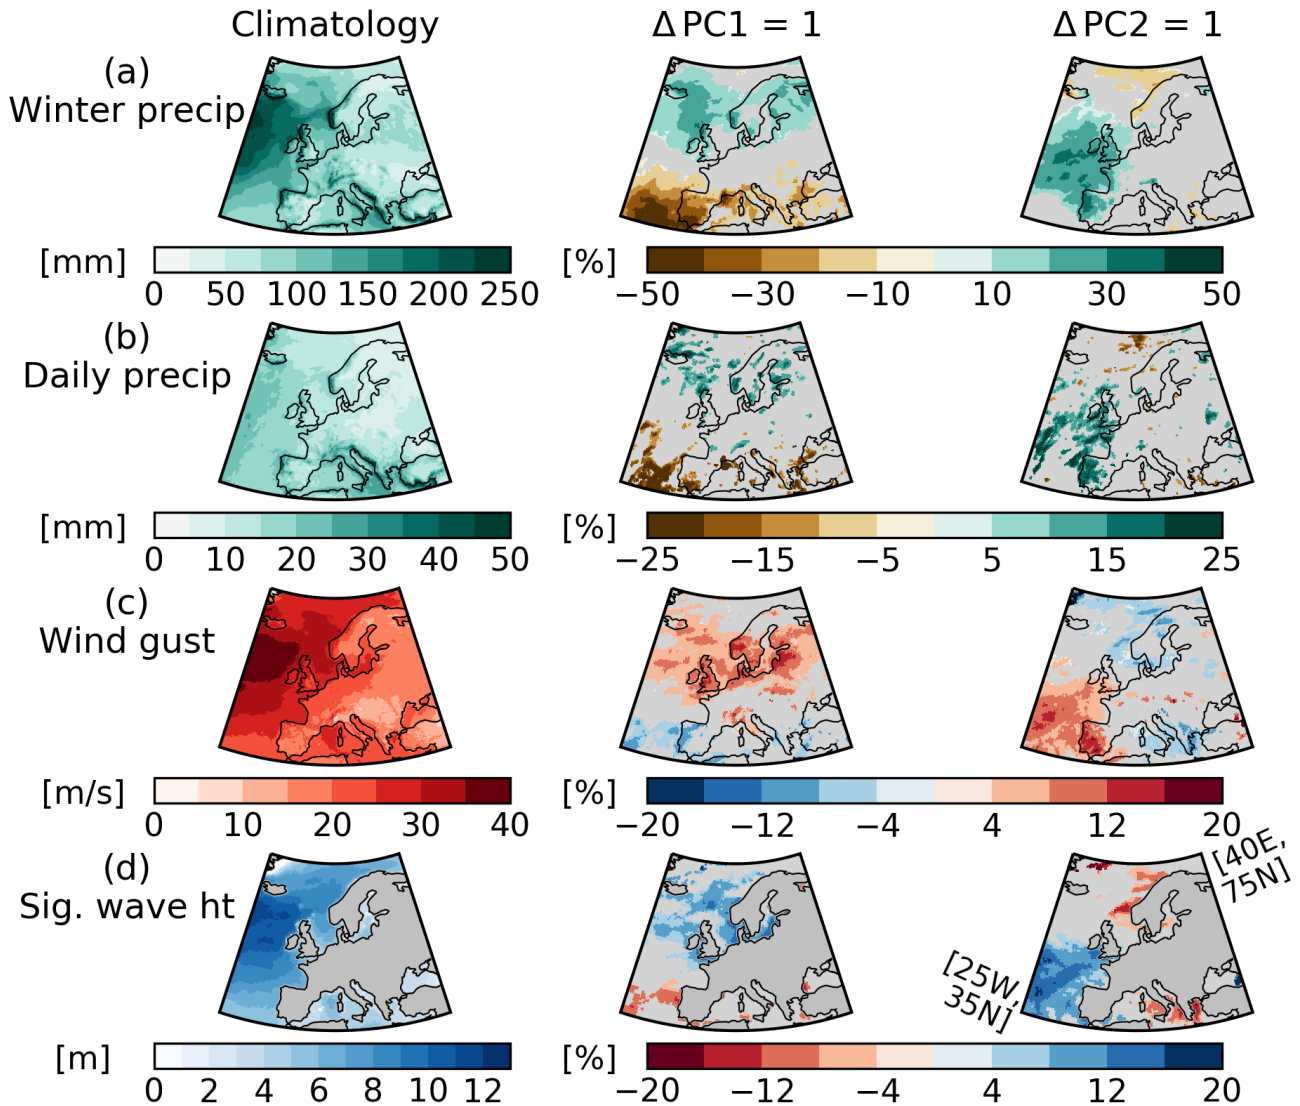 Climatology
Δ PC1 = 1
Δ PC2 = 1
(a)
Winter precip
[mm]
0 50 100 150 200 250
[%]
−50 −30 −10 10 30 50
(b)
Daily precip
[mm]
0 10 20 30 40 50
[%]
−25 −15 −5 5 15 25
(c)
Wind gust
[m/s]
0 10 20 30 40
[%]
−20 −12 −4 4 12 20
(d)
Sig. wave ht
[40E,
75N]
[25W,
35N]
[m]
0 2 4 6 8 10 12
[%]
−20 −12 −4 4 12 20